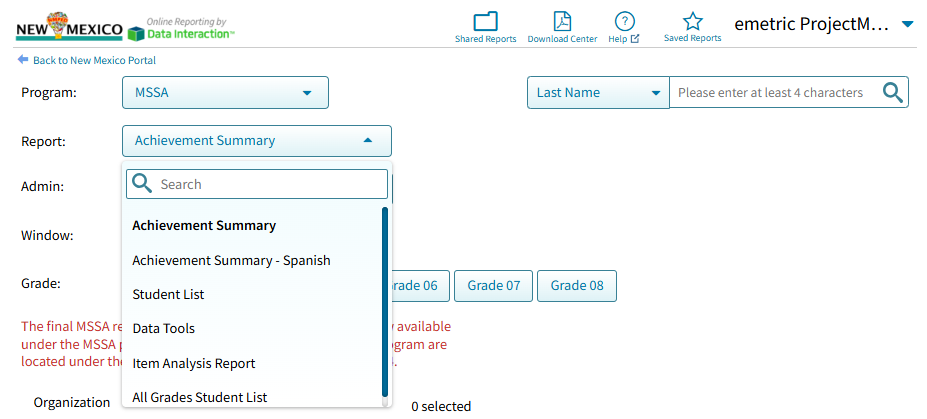 NEW MEXICO
Online Reporting by
Data Interaction™
Shared Reports
Download Center
Help
Saved Reports
emetric ProjectM...
Back to New Mexico Portal
Program:
MSSA
Last Name
Please enter at least 4 characters
Report:
Achievement Summary
Admin:
Search
Window:
Achievement Summary
Achievement Summary - Spanish
Grade:
Student List
rade 06
Grade 07
Grade 08
Data Tools
Item Analysis Report
All Grades Student List
The final MSSA re
available
under the MSSA
ogram are
located under the
Organization
0 selected